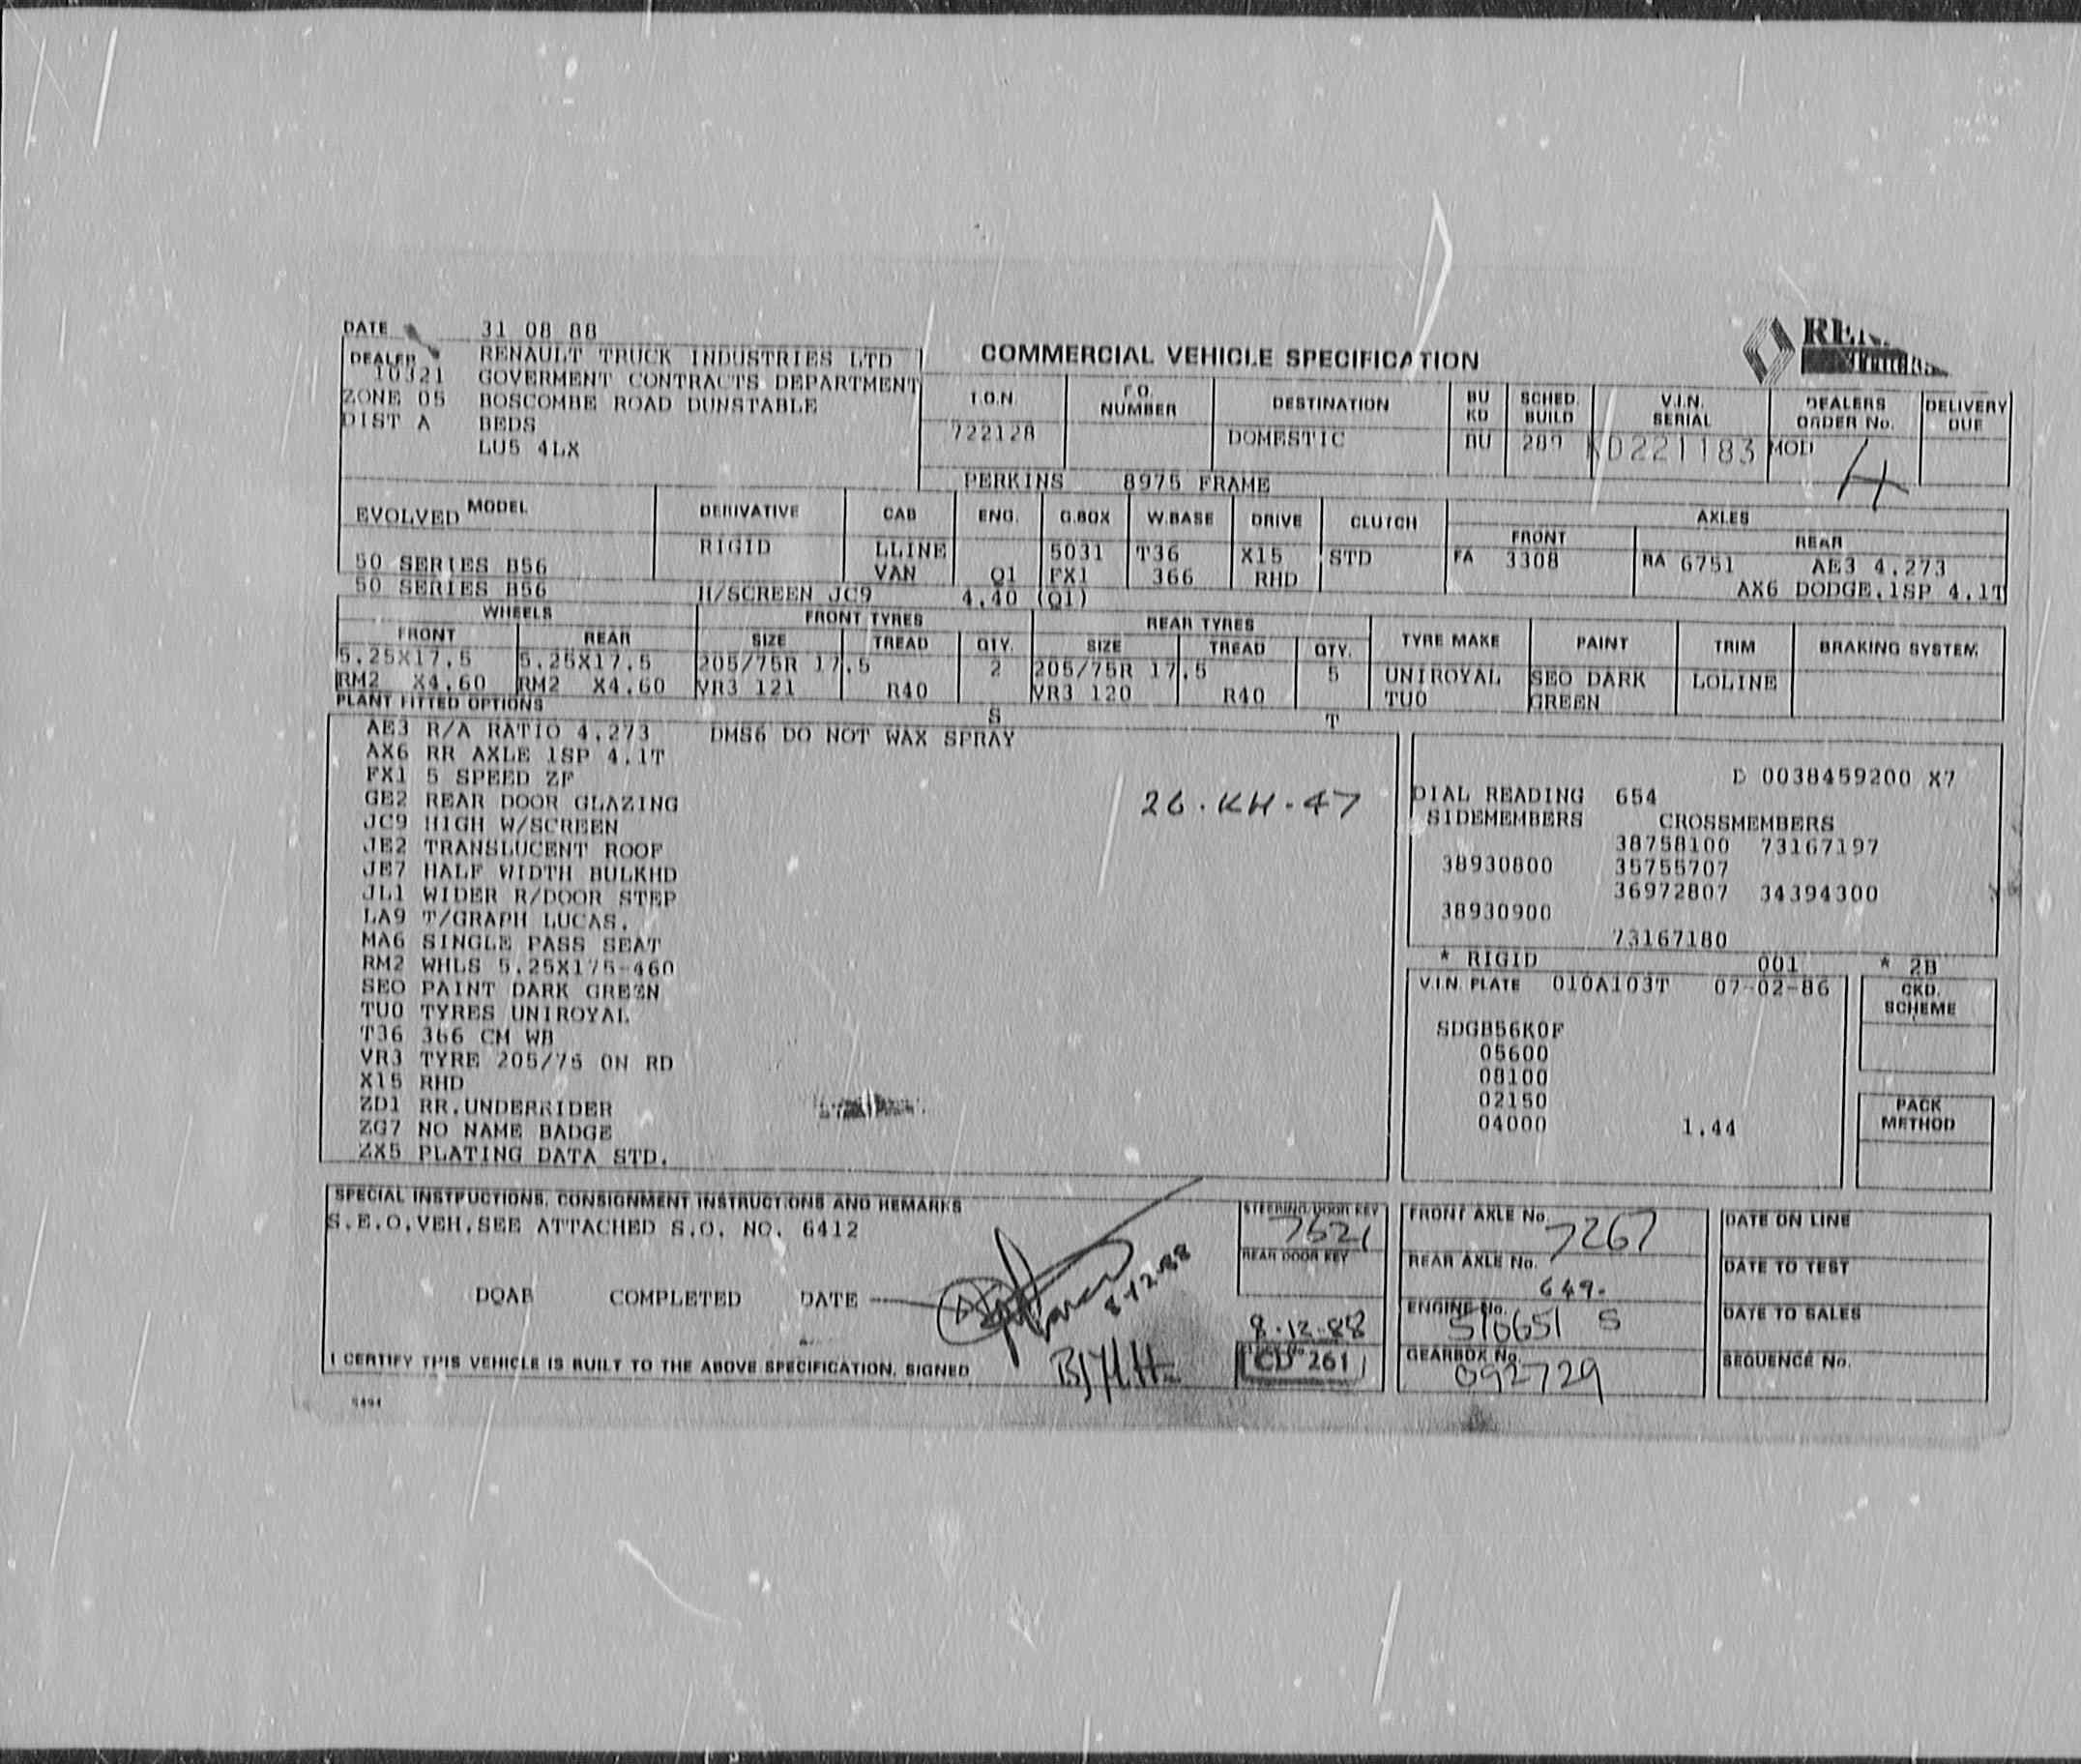 DATE 31 08 88
DEALER RENAULT TRUCK INDUSTRIES LTD
10321 GOVERMENT CONTRACTS DEPARTMENT
ZONE 05 BOSCOMBE ROAD DUNSTABLE
DIST A BEDS
LU5 4LX
COMMERCIAL VEHICLE SPECIFICATION
I.O.N. F.O. NUMBER DESTINATION BU KD SCHED. BUILD V.I.N. SERIAL DEALERS ORDER No. DELIVERY DUE
722128 DOMESTIC BU 289 KD221183 MOD 4
PERKINS 8975 FRAME
MODEL DERIVATIVE CAB ENG. G.BOX W.BASE DRIVE CLUTCH AXLES
EVOLVED FRONT REAR
RIGID LLINE 5031 T36 X15 STD FA 3308 RA 6751 AE3 4.273
50 SERIES B56 VAN Q1 FX1 366 RHD AX6 DODGE.1SP 4.1T
50 SERIES B56 H/SCREEN JC9 4.40 (Q1)
WHEELS FRONT TYRES REAR TYRES
FRONT REAR SIZE TREAD QTY. SIZE TREAD QTY. TYRE MAKE PAINT TRIM BRAKING SYSTEM.
5.25X17.5 5.25X17.5 205/75R 17.5 2 205/75R 17.5 5 UNIROYAL SEO DARK LOLINE
RM2 X4.60 RM2 X4.60 VR3 121 R40 VR3 120 R40 TUO GREEN
PLANT FITTED OPTIONS S T
AE3 R/A RATIO 4.273 DMS6 DO NOT WAX SPRAY
AX6 RR AXLE 1SP 4.1T
FX1 5 SPEED ZF
GE2 REAR DOOR GLAZING
JC9 HIGH W/SCREEN
JE2 TRANSLUCENT ROOF
JE7 HALF WIDTH BULKHD
JL1 WIDER R/DOOR STEP
LA9 T/GRAPH LUCAS.
MA6 SINGLE PASS SEAT
RM2 WHLS 5.25X175-460
SEO PAINT DARK GREEN
TUO TYRES UNIROYAL
T36 366 CM WB
VR3 TYRE 205/75 ON RD
X15 RHD
ZD1 RR.UNDERRIDER
ZG7 NO NAME BADGE
ZX5 PLATING DATA STD.
26.KH.47
D 0038459200 X7
DIAL READING 654
SIDEMEMBERS CROSSMEMBERS
38758100 73167197
38930800 35755707
36972807 34394300
38930900
73167180
* RIGID 001 * 2B
V.I.N. PLATE 010A103T 07-02-86
CKD. SCHEME
SDGB56K0F
05600
08100
02150
04000 1.44
PACK METHOD
SPECIAL INSTRUCTIONS, CONSIGNMENT INSTRUCTIONS AND REMARKS
S.E.O.VEH.SEE ATTACHED S.O. NO. 6412
DQAB COMPLETED DATE
8-12-88
I CERTIFY THIS VEHICLE IS BUILT TO THE ABOVE SPECIFICATION. SIGNED
STEERING/DOOR KEY 7521
REAR DOOR KEY
8.12.88
CD 261
FRONT AXLE No. 7267
REAR AXLE No. 649.
ENGINE No. 510651 S
GEARBOX No. 092729
DATE ON LINE
DATE TO TEST
DATE TO SALES
SEQUENCE No.